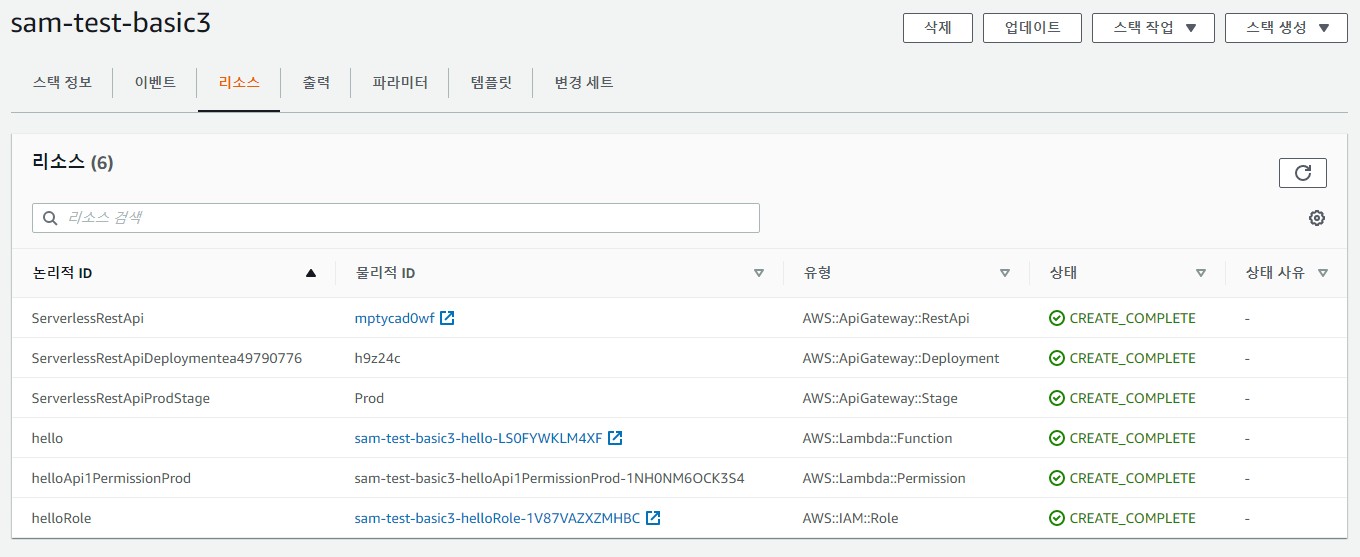 sam-test-basic3
삭제 업데이트 스택 작업 스택 생성
스택 정보 이벤트 리소스 출력 파라미터 템플릿 변경 세트
리소스 (6)
리소스 검색
논리적 ID 물리적 ID 유형 상태 상태 사유
ServerlessRestApi mptycad0wf AWS::ApiGateway::RestApi CREATE_COMPLETE -
ServerlessRestApiDeploymentea49790776 h9z24c AWS::ApiGateway::Deployment CREATE_COMPLETE -
ServerlessRestApiProdStage Prod AWS::ApiGateway::Stage CREATE_COMPLETE -
hello sam-test-basic3-hello-LS0FYWKLM4XF AWS::Lambda::Function CREATE_COMPLETE -
helloApi1PermissionProd sam-test-basic3-helloApi1PermissionProd-1NH0NM6OCK3S4 AWS::Lambda::Permission CREATE_COMPLETE -
helloRole sam-test-basic3-helloRole-1V87VAZXZMHBC AWS::IAM::Role CREATE_COMPLETE -